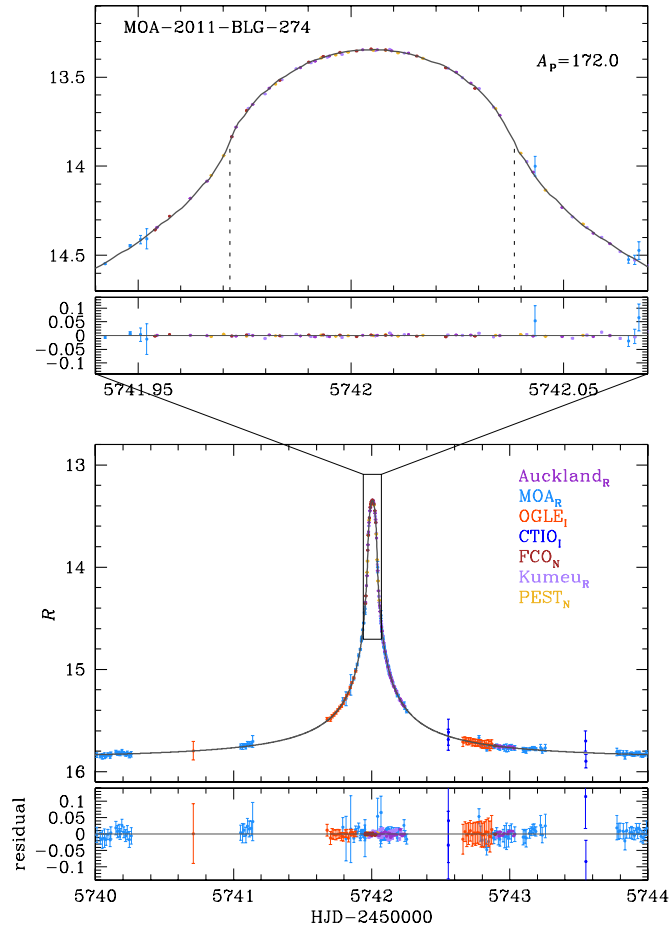 MOA−2011−BLG−274
A_P=172.0
13.5
14
14.5
0.1
0.05
0
−0.05
−0.1
5741.95
5742
5742.05
13
14
15
16
R
Auckland_R
MOA_R
OGLE_I
CTIO_I
FCO_N
Kumeu_R
PEST_N
0.1
0.05
0
−0.05
−0.1
residual
5740
5741
5742
5743
5744
HJD−2450000